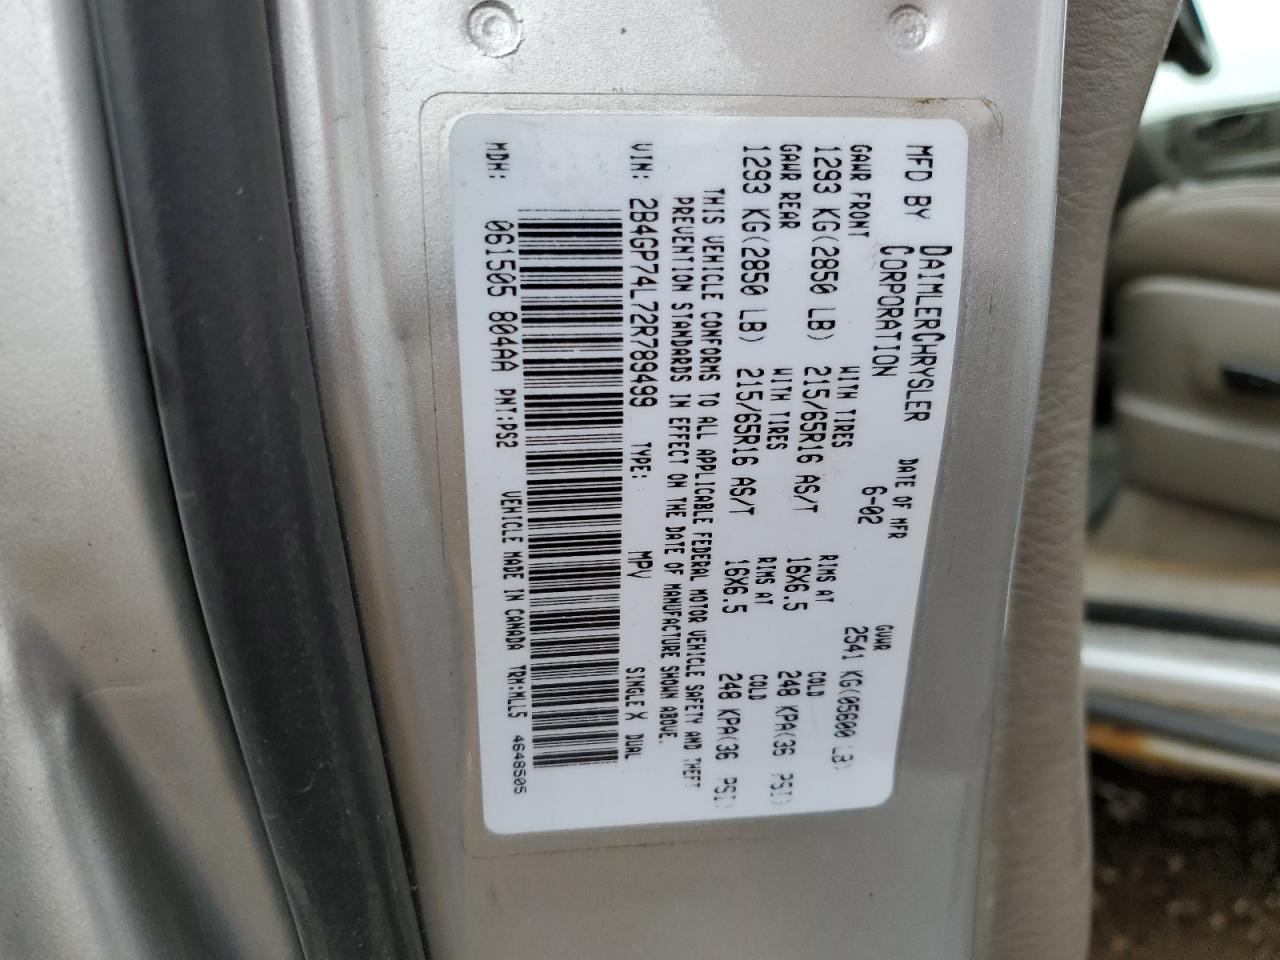 MFD BY DAIMLERCHRYSLER CORPORATION DATE OF MFR 6-02 GVWR 2541 KG(05600 LB)
GAWR FRONT WITH TIRES RIMS AT COLD
1293 KG(2850 LB) 215/65R16 AS/T 16X6.5 248 KPA(36 PSI)
GAWR REAR WITH TIRES RIMS AT COLD
1293 KG(2850 LB) 215/65R16 AS/T 16X6.5 248 KPA(36 PSI)
THIS VEHICLE CONFORMS TO ALL APPLICABLE FEDERAL MOTOR VEHICLE SAFETY AND THEFT
PREVENTION STANDARDS IN EFFECT ON THE DATE OF MANUFACTURE SHOWN ABOVE.
VIN: 2B4GP74L72R789499 TYPE: MPV SINGLE X DUAL
MDH: 061505 804AA PNT:PS2 VEHICLE MADE IN CANADA TRM:MLL5 4648505